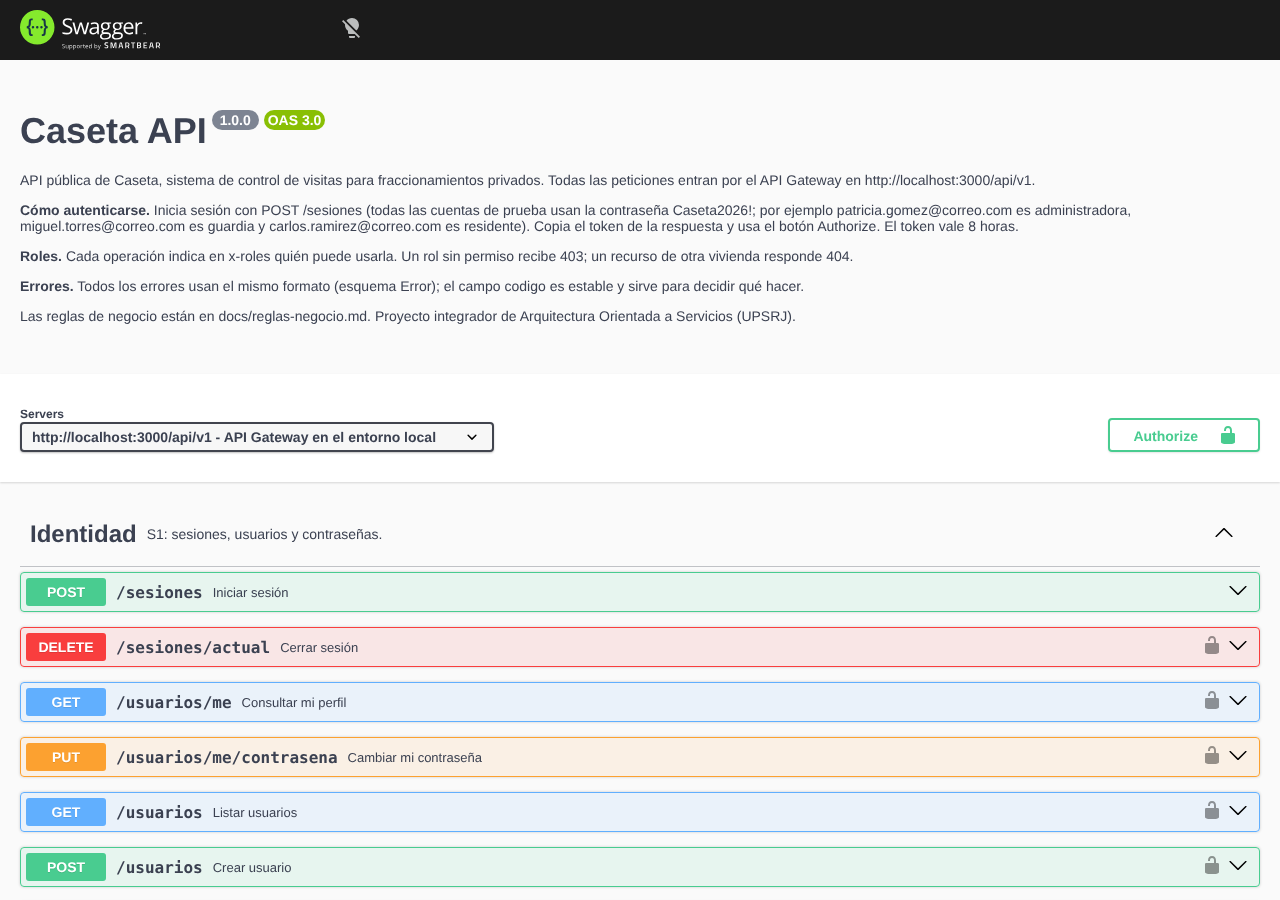 {...} Swagger
Supported by SMARTBEAR
Caseta API 1.0.0 OAS 3.0
API pública de Caseta, sistema de control de visitas para fraccionamientos privados. Todas las peticiones entran por el API Gateway en http://localhost:3000/api/v1.
Cómo autenticarse. Inicia sesión con POST /sesiones (todas las cuentas de prueba usan la contraseña Caseta2026!; por ejemplo patricia.gomez@correo.com es administradora,
miguel.torres@correo.com es guardia y carlos.ramirez@correo.com es residente). Copia el token de la respuesta y usa el botón Authorize. El token vale 8 horas.
Roles. Cada operación indica en x-roles quién puede usarla. Un rol sin permiso recibe 403; un recurso de otra vivienda responde 404.
Errores. Todos los errores usan el mismo formato (esquema Error); el campo codigo es estable y sirve para decidir qué hacer.
Las reglas de negocio están en docs/reglas-negocio.md. Proyecto integrador de Arquitectura Orientada a Servicios (UPSRJ).
Servers
http://localhost:3000/api/v1 - API Gateway en el entorno local
Authorize
Identidad S1: sesiones, usuarios y contraseñas.
POST /sesiones Iniciar sesión
DELETE /sesiones/actual Cerrar sesión
GET /usuarios/me Consultar mi perfil
PUT /usuarios/me/contrasena Cambiar mi contraseña
GET /usuarios Listar usuarios
POST /usuarios Crear usuario